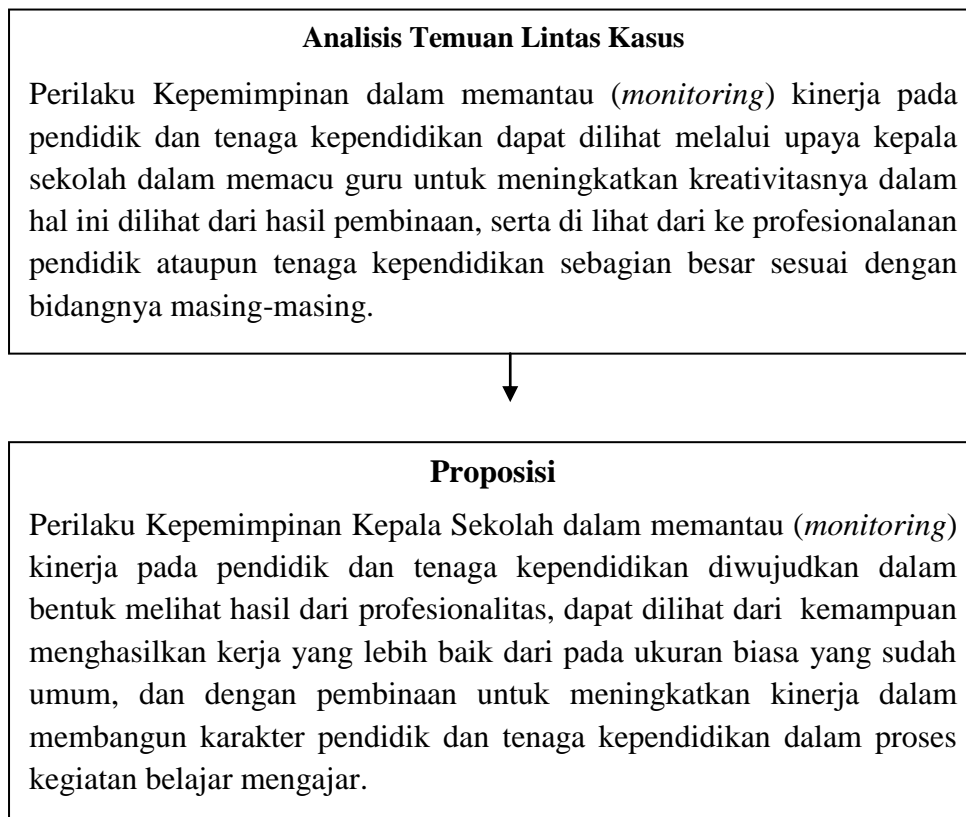 Analisis Temuan Lintas Kasus
Perilaku Kepemimpinan dalam memantau (monitoring) kinerja pada
pendidik dan tenaga kependidikan dapat dilihat melalui upaya kepala
sekolah dalam memacu guru untuk meningkatkan kreativitasnya dalam
hal ini dilihat dari hasil pembinaan, serta di lihat dari ke profesionalanan
pendidik ataupun tenaga kependidikan sebagian besar sesuai dengan
bidangnya masing-masing.
Proposisi
Perilaku Kepemimpinan Kepala Sekolah dalam memantau (monitoring)
kinerja pada pendidik dan tenaga kependidikan diwujudkan dalam
bentuk melihat hasil dari profesionalitas, dapat dilihat dari kemampuan
menghasilkan kerja yang lebih baik dari pada ukuran biasa yang sudah
umum, dan dengan pembinaan untuk meningkatkan kinerja dalam
membangun karakter pendidik dan tenaga kependidikan dalam proses
kegiatan belajar mengajar.